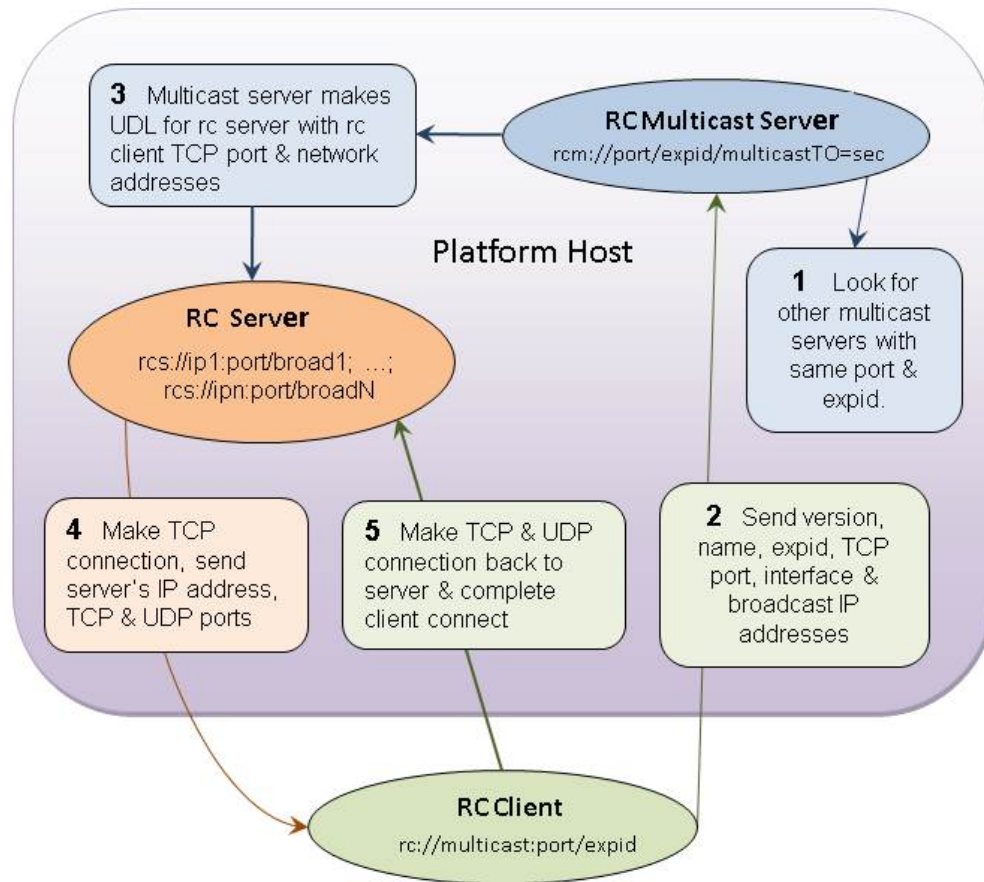 3 Multicast server makes
UDL for rc server with rc
client TCP port & network
addresses
RC Multicast Server
rcm://port/expid/multicastTO=sec
Platform Host
1 Look for
other multicast
servers with
same port &
expid.
RC Server
rcs://ip1:port/broad1; ...;
rcs://ipn:port/broadN
4 Make TCP
connection, send
server's IP address,
TCP & UDP ports
5 Make TCP & UDP
connection back to
server & complete
client connect
2 Send version,
name, expid, TCP
port, interface &
broadcast IP
addresses
RC Client
rc://multicast:port/expid